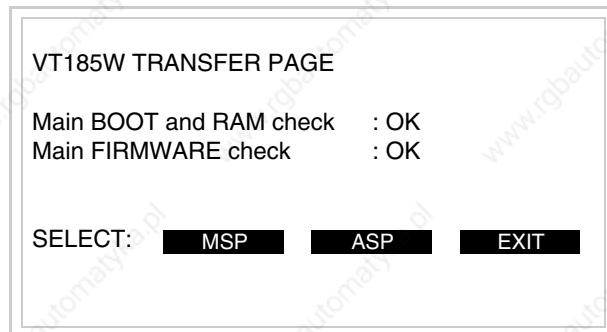 VT185W TRANSFER PAGE
Main BOOT and RAM check : OK
Main FIRMWARE check : OK
SELECT: MSP ASP EXIT